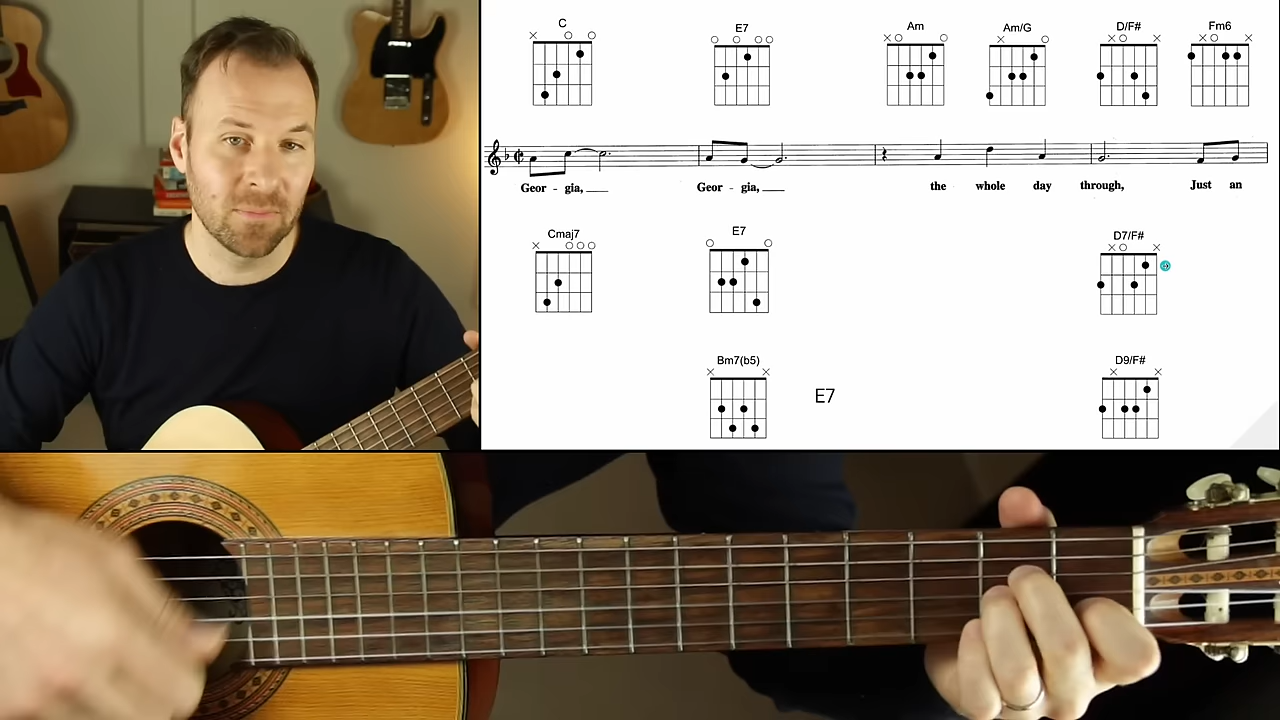 C E7 Am Am/G D/F# Fm6
Geor - gia, Geor - gia, the whole day through, Just an
Cmaj7 E7 D7/F#
Bm7(b5) E7 D9/F#